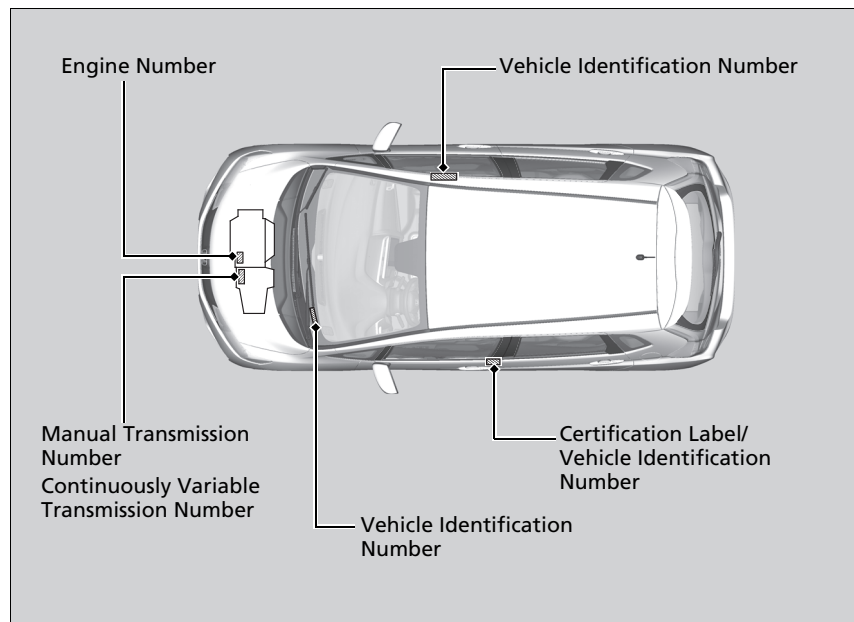 Engine Number
Vehicle Identification Number
Manual Transmission
Number
Continuously Variable
Transmission Number
Certification Label/
Vehicle Identification
Number
Vehicle Identification
Number